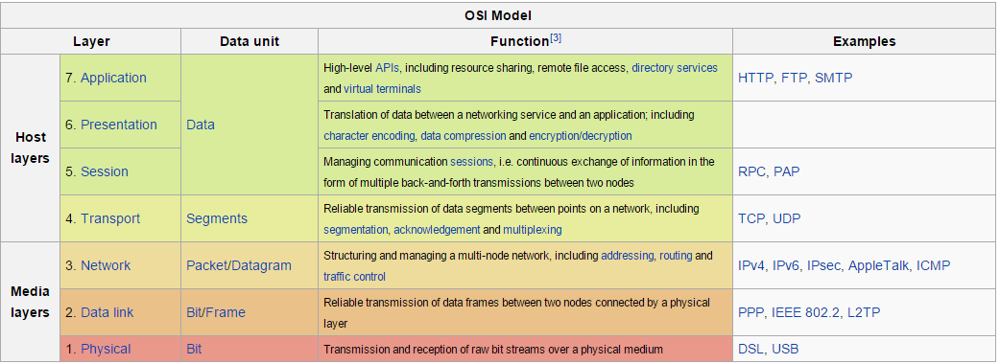 OSI Model
Layer Data unit Function[3] Examples
Host layers
7. Application Data High-level APIs, including resource sharing, remote file access, directory services
and virtual terminals HTTP, FTP, SMTP
6. Presentation Translation of data between a networking service and an application; including
character encoding, data compression and encryption/decryption
5. Session Managing communication sessions, i.e. continuous exchange of information in the
form of multiple back-and-forth transmissions between two nodes RPC, PAP
4. Transport Segments Reliable transmission of data segments between points on a network, including
segmentation, acknowledgement and multiplexing TCP, UDP
Media layers
3. Network Packet/Datagram Structuring and managing a multi-node network, including addressing, routing and
traffic control IPv4, IPv6, IPsec, AppleTalk, ICMP
2. Data link Bit/Frame Reliable transmission of data frames between two nodes connected by a physical
layer PPP, IEEE 802.2, L2TP
1. Physical Bit Transmission and reception of raw bit streams over a physical medium DSL, USB